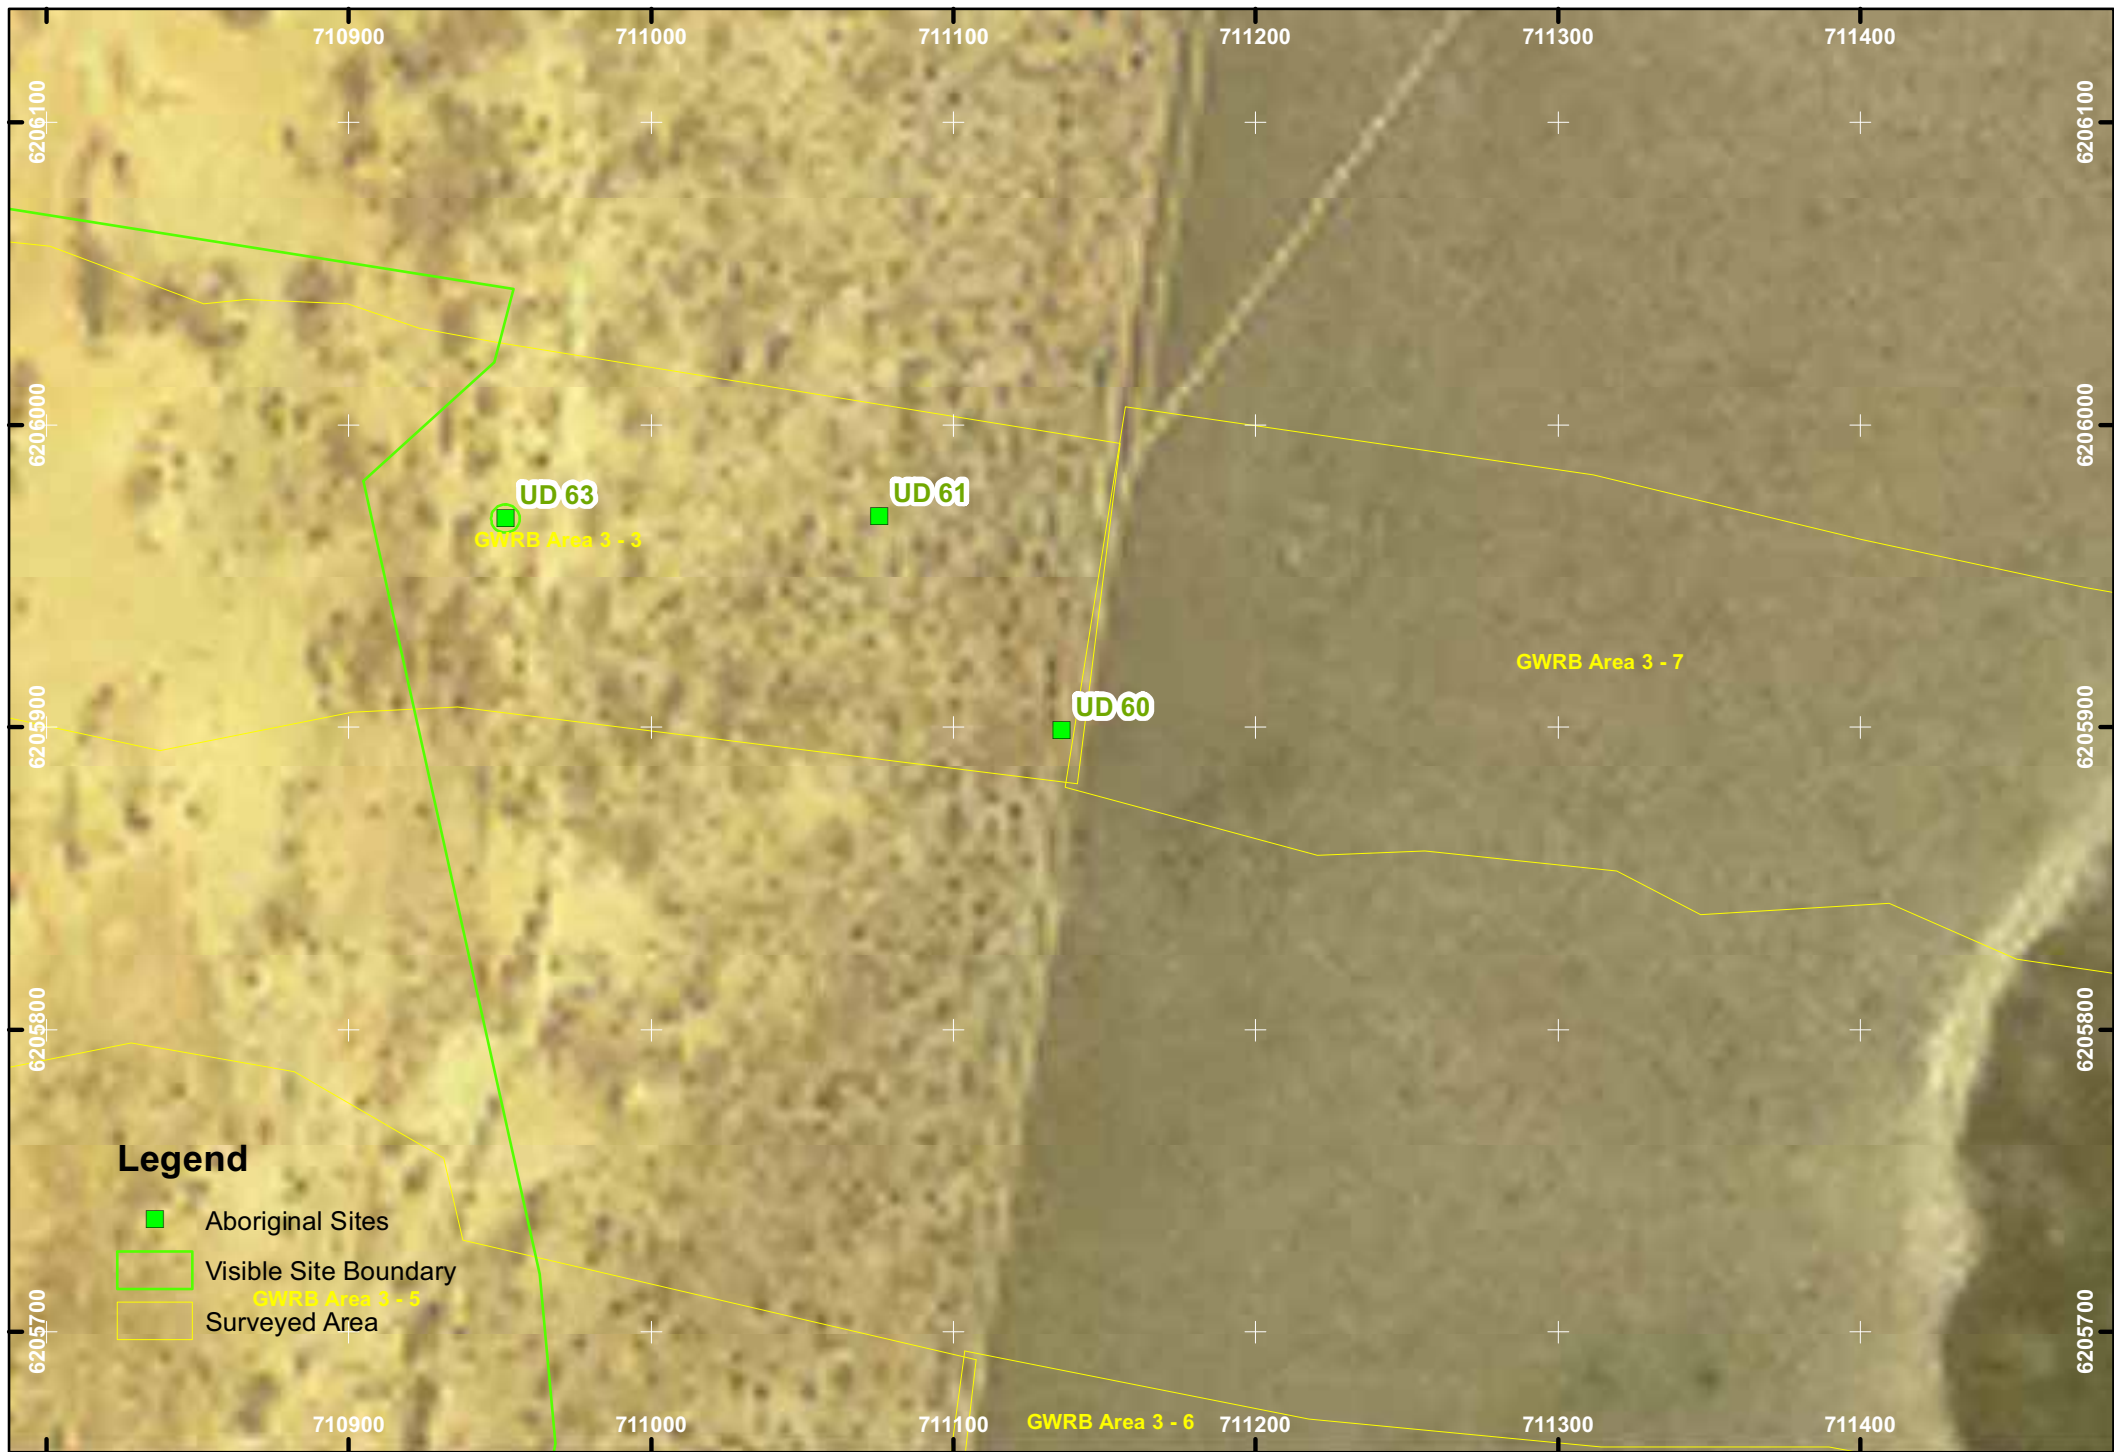 710900 711000 711100 711200 711300 711400
6206100 6206100
6206000 6206000
UD 63 UD 61
GWRB Area 3 - 3
GWRB Area 3 - 7
UD 60
6205900 6205900
6205800 6205800
Legend
Aboriginal Sites
Visible Site Boundary
GWRB Area 3 - 5
Surveyed Area
6205700 6205700
GWRB Area 3 - 6
710900 711000 711100 711200 711300 711400